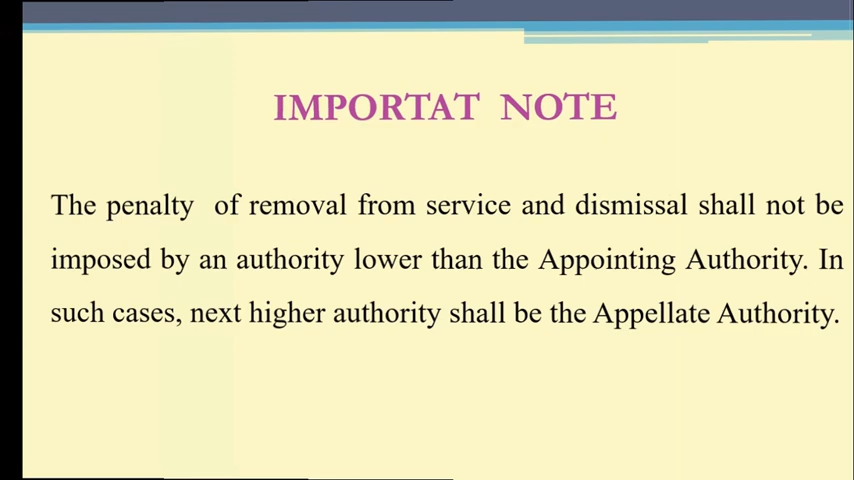 IMPORTAT NOTE
The penalty of removal from service and dismissal shall not be
imposed by an authority lower than the Appointing Authority. In
such cases, next higher authority shall be the Appellate Authority.